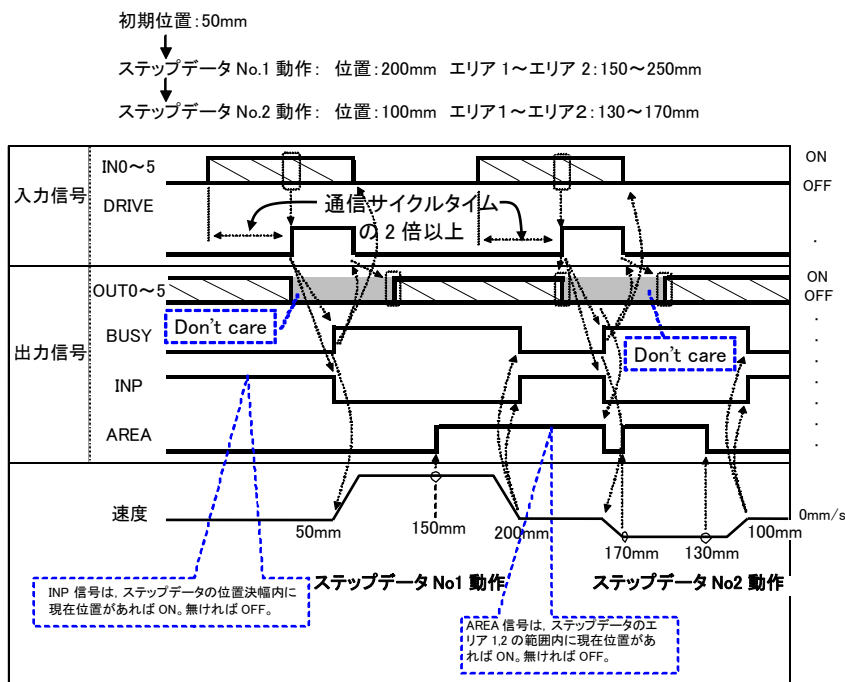 初期位置:50mm
ステップデータ No.1 動作: 位置:200mm エリア 1～エリア 2:150～250mm
ステップデータ No.2 動作: 位置:100mm エリア1～エリア2:130～170mm
入力信号
IN0～5
ON
OFF
DRIVE
通信サイクルタイム
の 2 倍以上
.
出力信号
OUT0～5
ON
OFF
Don't care
BUSY
Don't care
INP
AREA
速度
0mm/s
50mm
150mm
200mm
170mm
130mm
100mm
ステップデータ No1 動作
ステップデータ No2 動作
INP 信号は, ステップデータの位置決幅内に
現在位置があれば ON。無ければ OFF。
AREA 信号は, ステップデータのエ
リア 1,2 の範囲内に現在位置があ
れば ON。無ければ OFF。